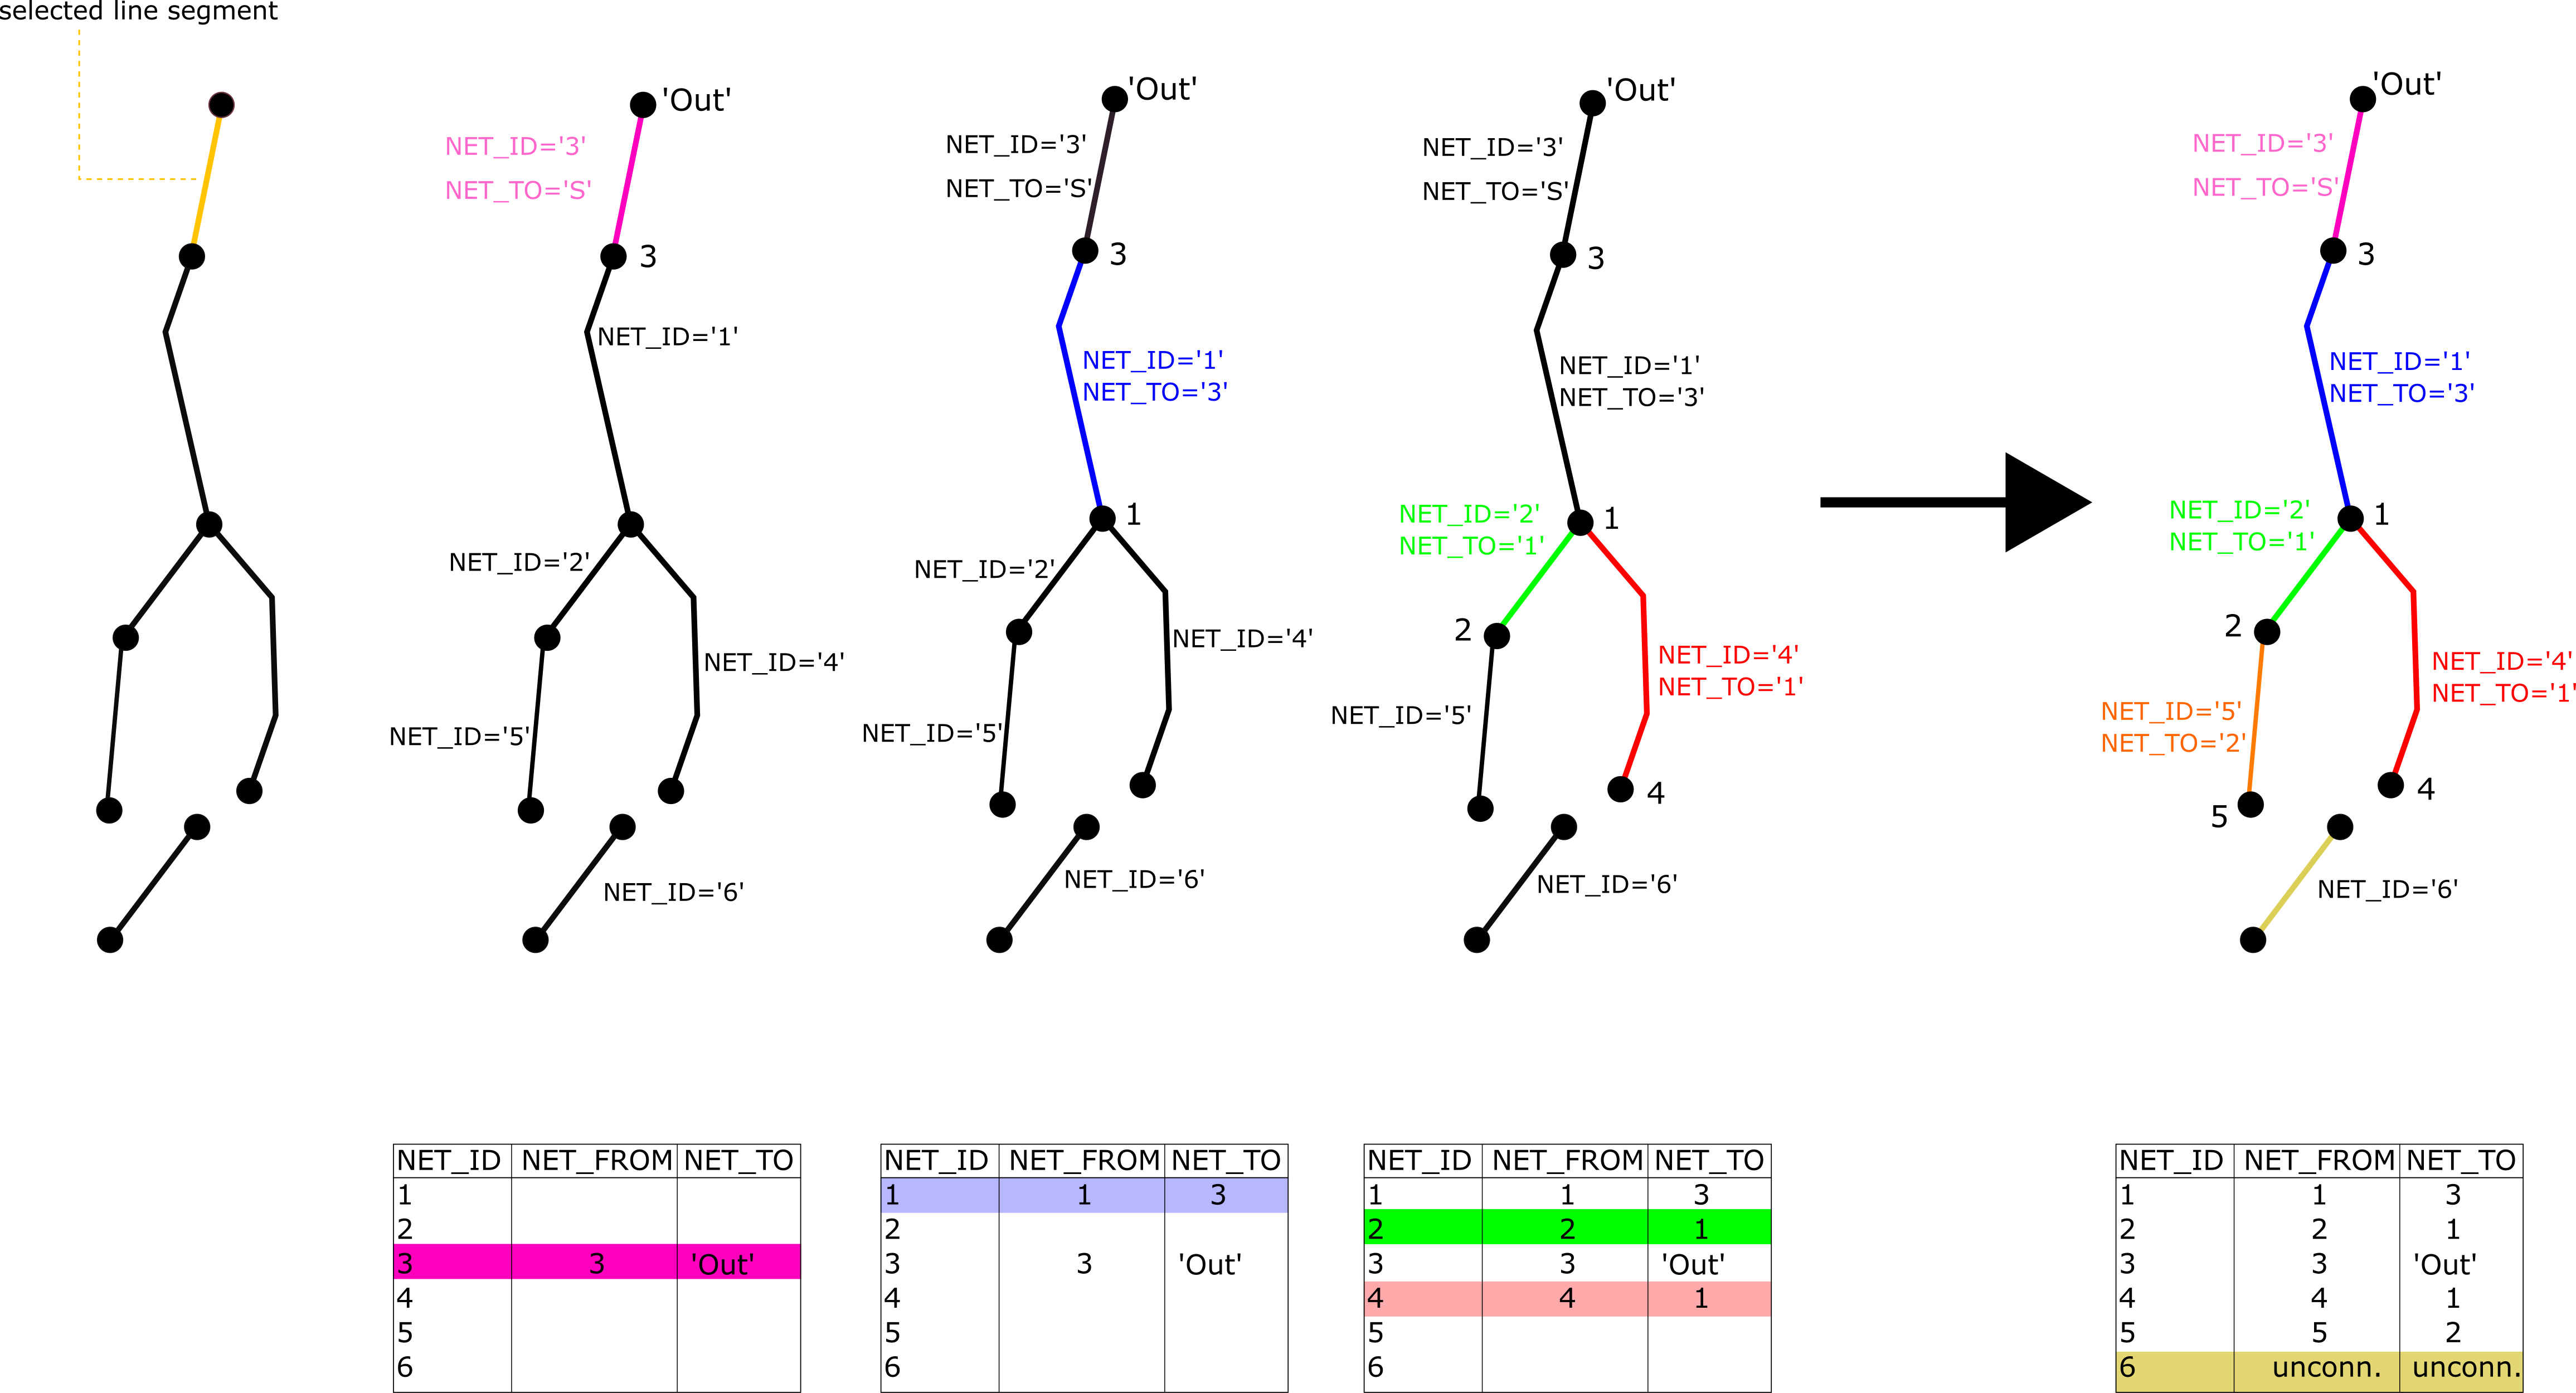 selected line segment
'Out'
NET_ID='3'
NET_TO='S'
3
NET_ID='1'
NET_ID='2'
NET_ID='4'
NET_ID='5'
NET_ID='6'
'Out'
NET_ID='3'
NET_TO='S'
3
NET_ID='1'
NET_TO='3'
1
NET_ID='2'
NET_ID='4'
NET_ID='5'
NET_ID='6'
'Out'
NET_ID='3'
NET_TO='S'
3
NET_ID='1'
NET_TO='3'
NET_ID='2'
NET_TO='1'
1
2
NET_ID='4'
NET_TO='1'
NET_ID='5'
4
NET_ID='6'
'Out'
NET_ID='3'
NET_TO='S'
3
NET_ID='1'
NET_TO='3'
NET_ID='2'
NET_TO='1'
1
2
NET_ID='4'
NET_TO='1'
NET_ID='5'
NET_TO='2'
4
5
NET_ID='6'
NET_ID NET_FROM NET_TO
1
2
3 3 'Out'
4
5
6
NET_ID NET_FROM NET_TO
1 1 3
2
3 3 'Out'
4
5
6
NET_ID NET_FROM NET_TO
1 1 3
2 2 1
3 3 'Out'
4 4 1
5
6
NET_ID NET_FROM NET_TO
1 1 3
2 2 1
3 3 'Out'
4 4 1
5 5 2
6 unconn. unconn.